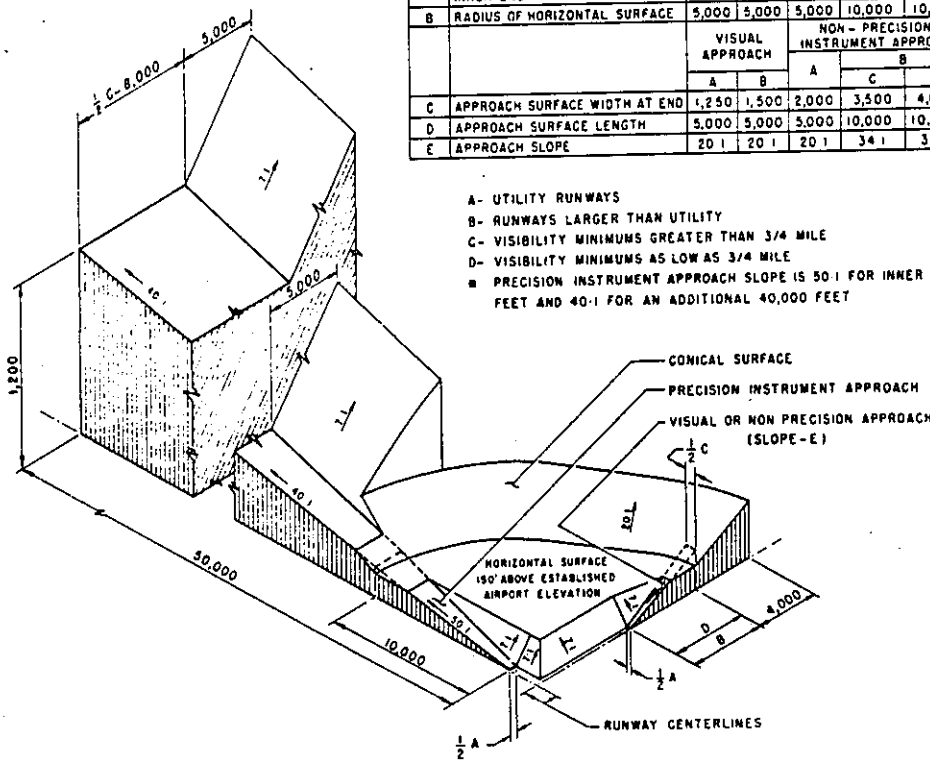 B RADIUS OF HORIZONTAL SURFACE 5,000 5,000 5,000 10,000 10,
VISUAL APPROACH
NON-PRECISION INSTRUMENT APPRO
A B A B
C
C APPROACH SURFACE WIDTH AT END 1,250 1,500 2,000 3,500 4,
D APPROACH SURFACE LENGTH 5,000 5,000 5,000 10,000 10,
E APPROACH SLOPE 20 1 20 1 20 1 34 1 3
A- UTILITY RUNWAYS
B- RUNWAYS LARGER THAN UTILITY
C- VISIBILITY MINIMUMS GREATER THAN 3/4 MILE
D- VISIBILITY MINIMUMS AS LOW AS 3/4 MILE
PRECISION INSTRUMENT APPROACH SLOPE IS 50:1 FOR INNER
FEET AND 40:1 FOR AN ADDITIONAL 40,000 FEET
5,000
1/2 C-8,000
7:1
40:1
5,000
1,200
7:1
CONICAL SURFACE
PRECISION INSTRUMENT APPROACH
VISUAL OR NON PRECISION APPROACH
(SLOPE-E)
1/2 C
40:1
20:1
HORIZONTAL SURFACE
150' ABOVE ESTABLISHED
AIRPORT ELEVATION
50,000
50:1
7:1
7:1
7:1
7:1
4,000
D
B
10,000
1/2 A
RUNWAY CENTERLINES
1/2 A